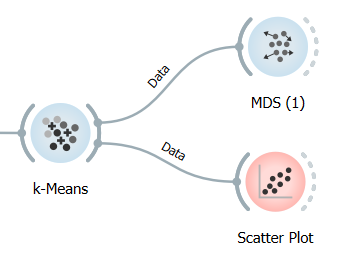 Data
MDS (1)
Data
k-Means
Scatter Plot